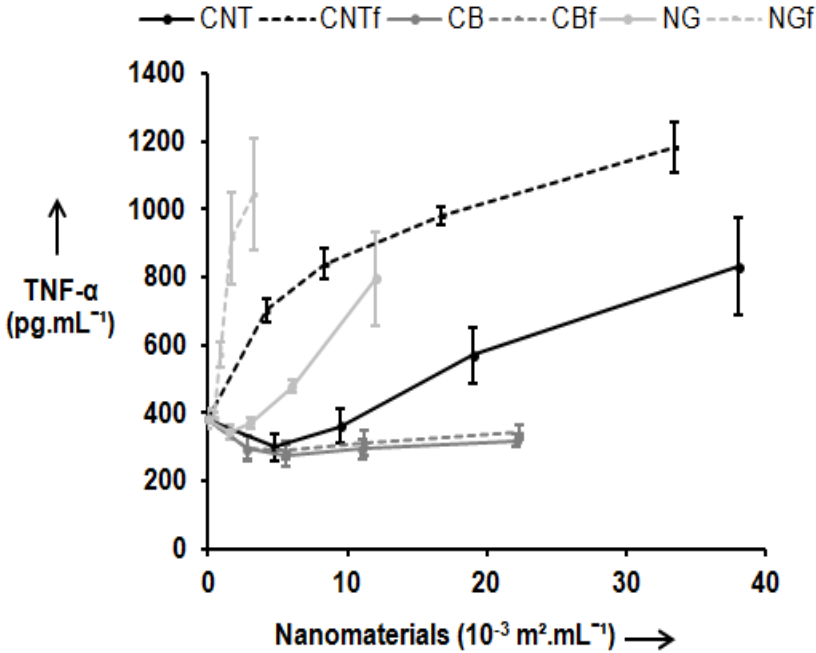 CNT CNTf CB CBf NG NGf
1400
1200
1000
800
600
400
200
0
TNF-α
(pg.mL⁻¹)
0 10 20 30 40
Nanomaterials (10⁻³ m².mL⁻¹)